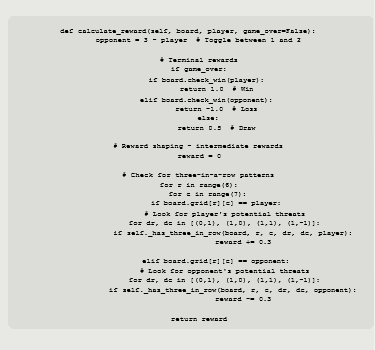 def calculate_reward(self, board, player, game_over=False):
opponent = 3 - player  # Toggle between 1 and 2
# Terminal rewards
if game_over:
if board.check_win(player):
return 1.0  # Win
elif board.check_win(opponent):
return -1.0  # Loss
else:
return 0.5  # Draw
# Reward shaping - intermediate rewards
reward = 0
# Check for three-in-a-row patterns
for r in range(6):
for c in range(7):
if board.grid[r][c] == player:
# Look for player's potential threats
for dr, dc in [(0,1), (1,0), (1,1), (1,-1)]:
if self._has_three_in_row(board, r, c, dr, dc, player):
reward += 0.3
elif board.grid[r][c] == opponent:
# Look for opponent's potential threats
for dr, dc in [(0,1), (1,0), (1,1), (1,-1)]:
if self._has_three_in_row(board, r, c, dr, dc, opponent):
reward -= 0.3
return reward